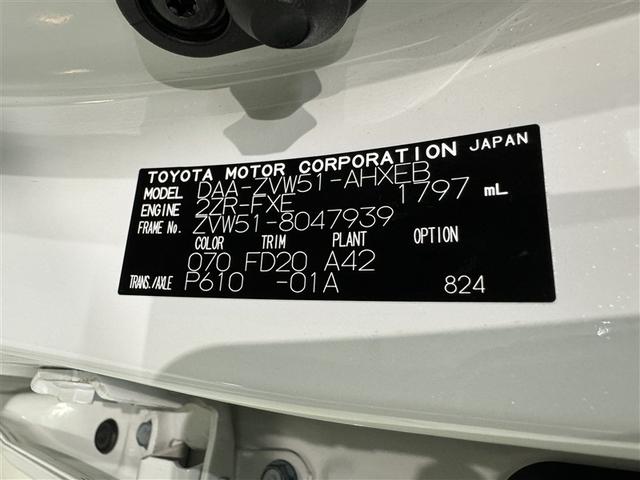 TOYOTA MOTOR CORPORATION JAPAN
MODEL DAA-ZVW51-AHXEB
ENGINE 2ZR-FXE 1797 mL
FRAME No. ZVW51-8047939
COLOR TRIM PLANT OPTION
070 FD20 A42
TRANS./AXLE P610 -01A 824